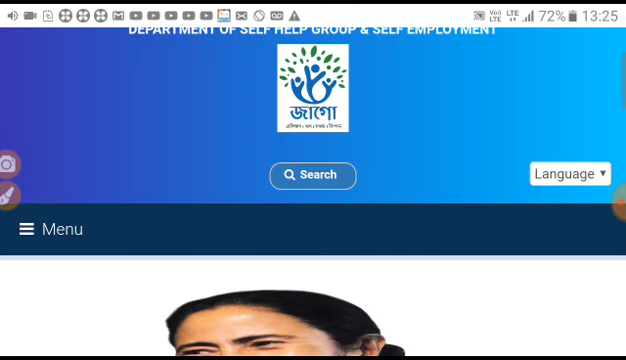 72% 13:25
DEPARTMENT OF SELF HELP GROUP & SELF EMPLOYMENT
জাগো
Search
Language
Menu